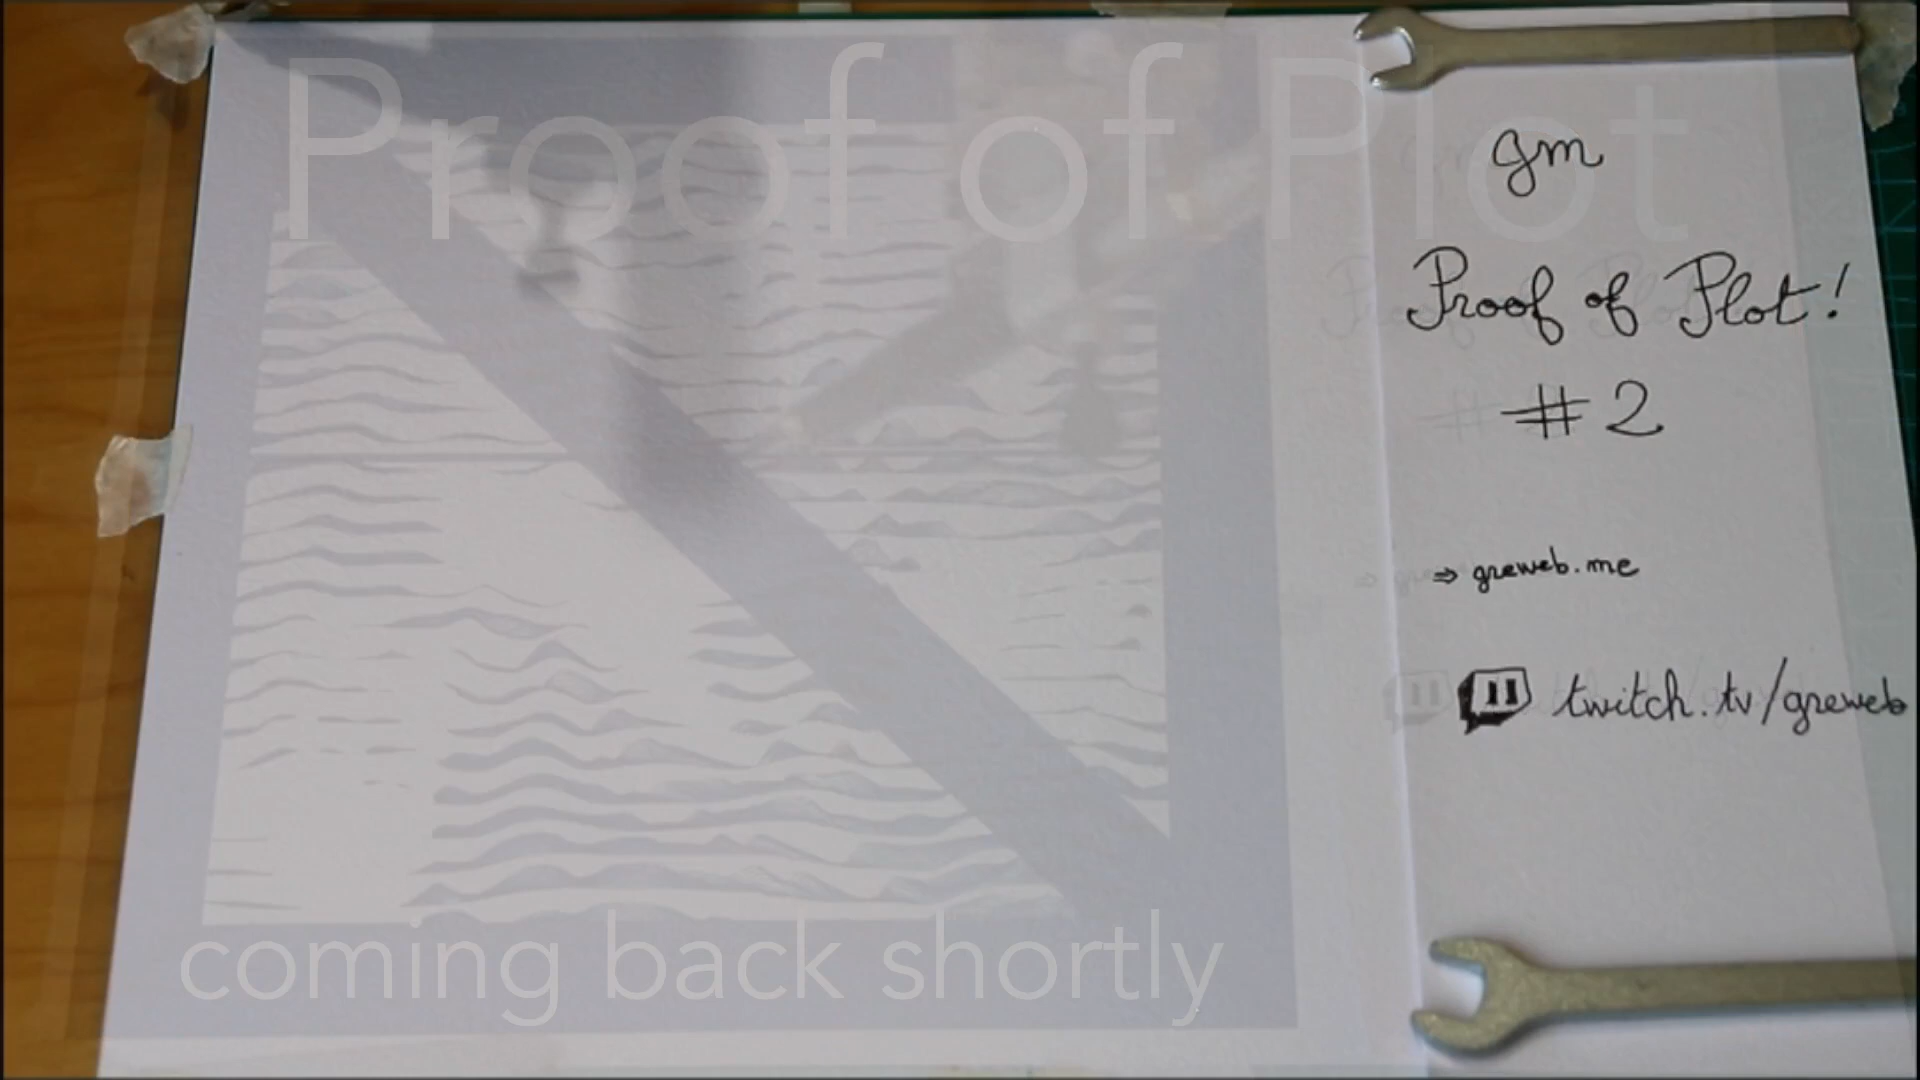 Proof of Plot
gm
Proof of Plot!
#2
⇒ greweb.me
twitch.tv/greweb
coming back shortly